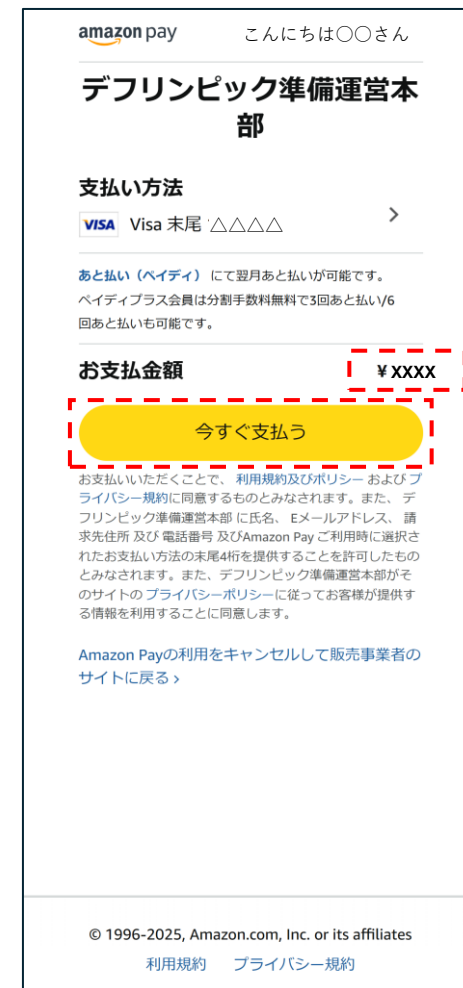 amazon pay こんにちは〇〇さん
デフリンピック準備運営本
部
支払い方法
VISA Visa 末尾 △△△△
あと払い（ペイディ） にて翌月あと払いが可能です。
ペイディプラス会員は分割手数料無料で3回あと払い/6
回あと払いも可能です。
お支払金額 ¥ XXXX
今すぐ支払う
お支払いいただくことで、 利用規約及びポリシー および プ
ライバシー規約に同意するものとみなされます。また、 デ
フリンピック準備運営本部 に氏名、 Eメールアドレス、 請
求先住所 及び 電話番号 及びAmazon Pay ご利用時に選択さ
れたお支払い方法の末尾4桁を提供することを許可したもの
とみなされます。また、デフリンピック準備運営本部がそ
のサイトの プライバシーポリシーに従ってお客様が提供す
る情報を利用することに同意します。
Amazon Payの利用をキャンセルして販売事業者の
サイトに戻る ›
© 1996-2025, Amazon.com, Inc. or its affiliates
利用規約 プライバシー規約